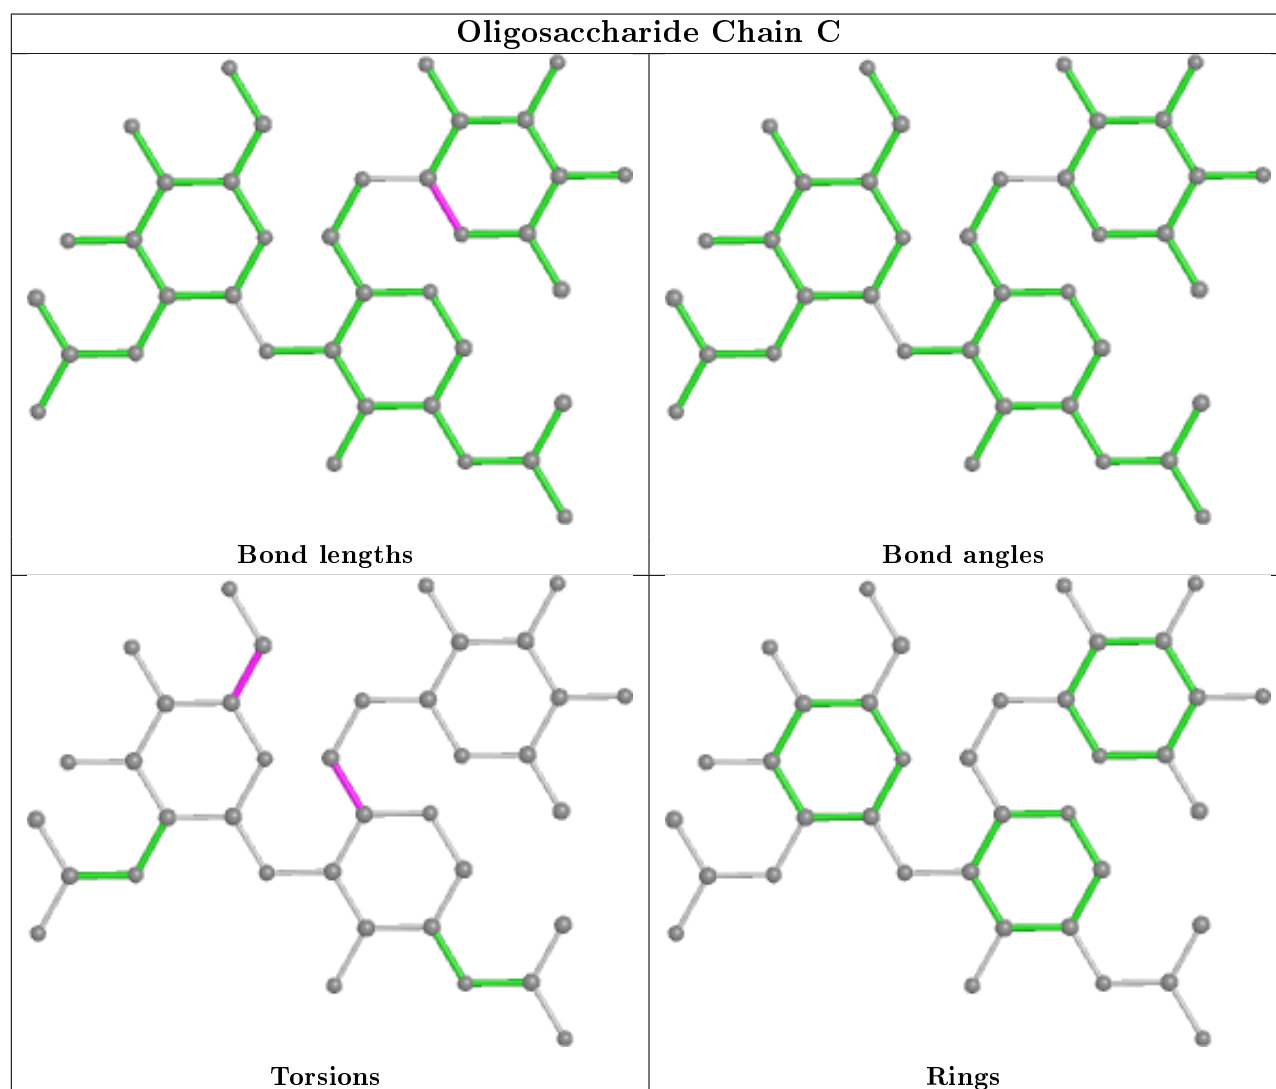 Oligosaccharide Chain C
Bond lengths
Bond angles
Torsions
Rings